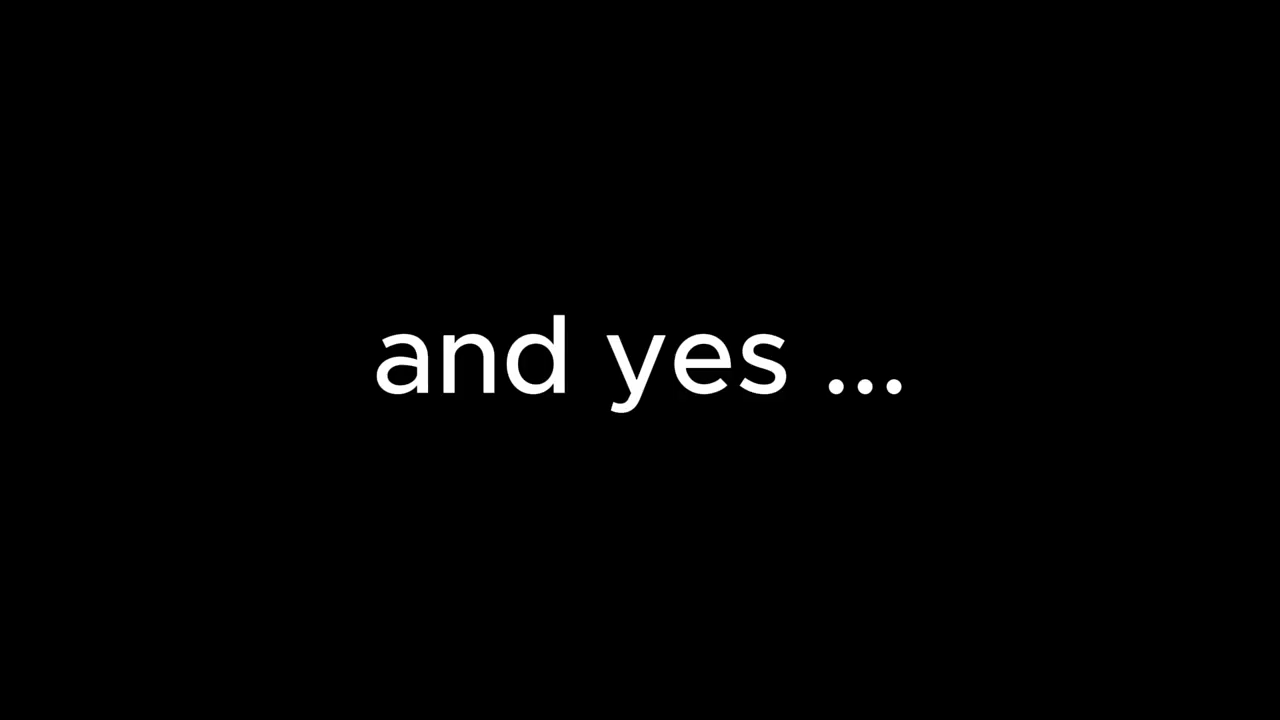 and yes ...